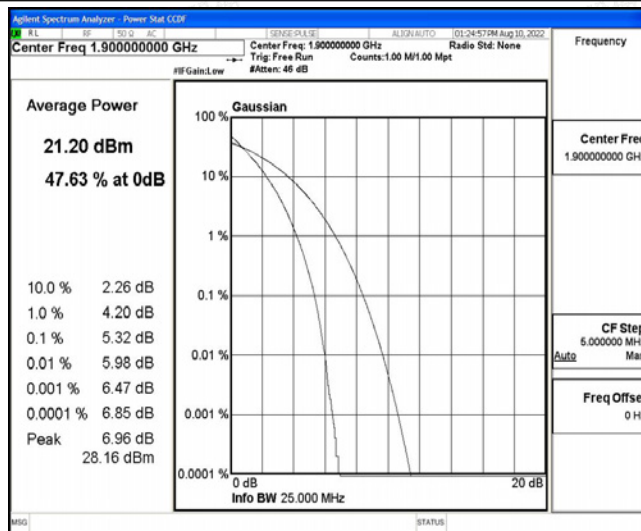 Agilent Spectrum Analyzer - Power Stat CCDF
RL RF 50 Ω AC SENSE:PULSE ALIGN AUTO 01:24:57 PM Aug 10, 2022
Center Freq 1.900000000 GHz
Center Freq: 1.900000000 GHz Radio Std: None
Trig: Free Run Counts:1.00 M/1.00 Mpt
#IFGain:Low #Atten: 46 dB
Frequency
Average Power
21.20 dBm
47.63 % at 0dB
10.0 % 2.26 dB
1.0 % 4.20 dB
0.1 % 5.32 dB
0.01 % 5.98 dB
0.001 % 6.47 dB
0.0001 % 6.85 dB
Peak 6.96 dB
28.16 dBm
Gaussian
100 %
10 %
1 %
0.1 %
0.01 %
0.001 %
0.0001 %
0 dB 20 dB
Info BW 25.000 MHz
Center Fre
1.900000000 GH
CF Step
5.000000 MH
Auto Ma
Freq Offse
0 H
MSG STATUS